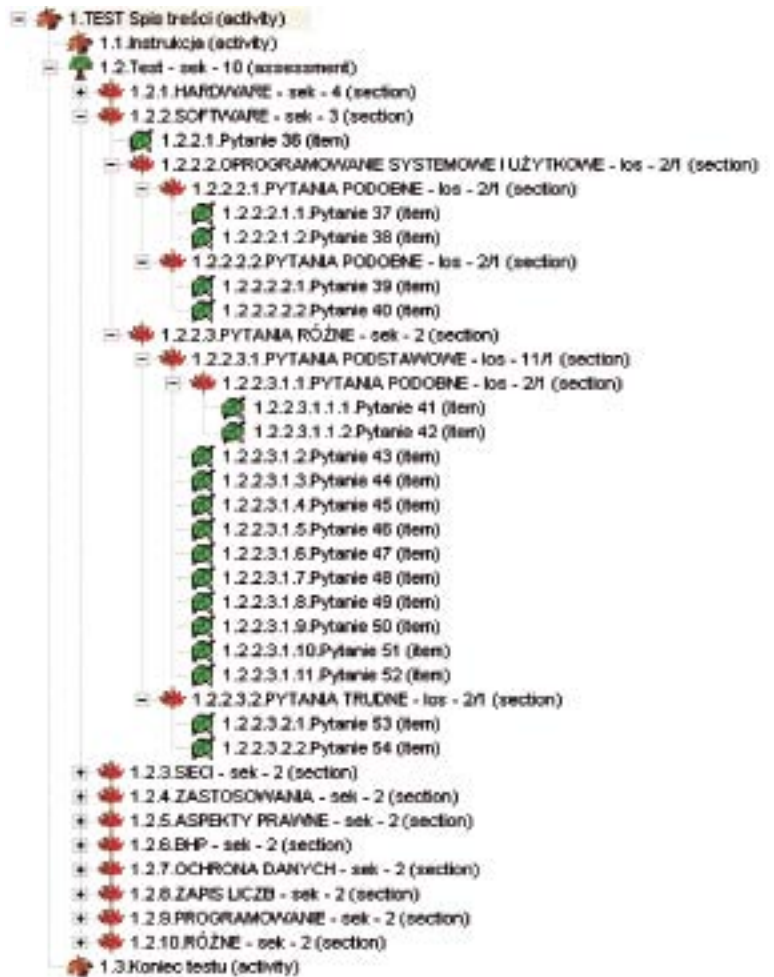 1.TEST Spis treści (activity)
1.1.Instrukcja (activity)
1.2.Test - sek - 10 (assessment)
1.2.1.HARDWARE - sek - 4 (section)
1.2.2.SOFTWARE - sek - 3 (section)
1.2.2.1.Pytanie 36 (item)
1.2.2.2.OPROGRAMOWANIE SYSTEMOWE I UŻYTKOWE - los - 2/1 (section)
1.2.2.2.1.PYTANIA PODOBNE - los - 2/1 (section)
1.2.2.2.1.1.Pytanie 37 (item)
1.2.2.2.1.2.Pytanie 38 (item)
1.2.2.2.2.PYTANIA PODOBNE - los - 2/1 (section)
1.2.2.2.2.1.Pytanie 39 (item)
1.2.2.2.2.2.Pytanie 40 (item)
1.2.2.3.PYTANIA RÓŻNE - sek - 2 (section)
1.2.2.3.1.PYTANIA PODSTAWOWE - los - 11/1 (section)
1.2.2.3.1.1.PYTANIA PODOBNE - los - 2/1 (section)
1.2.2.3.1.1.1.Pytanie 41 (item)
1.2.2.3.1.1.2.Pytanie 42 (item)
1.2.2.3.1.2.Pytanie 43 (item)
1.2.2.3.1.3.Pytanie 44 (item)
1.2.2.3.1.4.Pytanie 45 (item)
1.2.2.3.1.5.Pytanie 46 (item)
1.2.2.3.1.6.Pytanie 47 (item)
1.2.2.3.1.7.Pytanie 48 (item)
1.2.2.3.1.8.Pytanie 49 (item)
1.2.2.3.1.9.Pytanie 50 (item)
1.2.2.3.1.10.Pytanie 51 (item)
1.2.2.3.1.11.Pytanie 52 (item)
1.2.2.3.2.PYTANIA TRUDNE - los - 2/1 (section)
1.2.2.3.2.1.Pytanie 53 (item)
1.2.2.3.2.2.Pytanie 54 (item)
1.2.3.SIECI - sek - 2 (section)
1.2.4.ZASTOSOWANIA - sek - 2 (section)
1.2.5.ASPEKTY PRAWNE - sek - 2 (section)
1.2.6.BHP - sek - 2 (section)
1.2.7.OCHRONA DANYCH - sek - 2 (section)
1.2.8.ZAPIS LICZB - sek - 2 (section)
1.2.9.PROGRAMOWANIE - sek - 2 (section)
1.2.10.RÓŻNE - sek - 2 (section)
1.3.Koniec testu (activity)